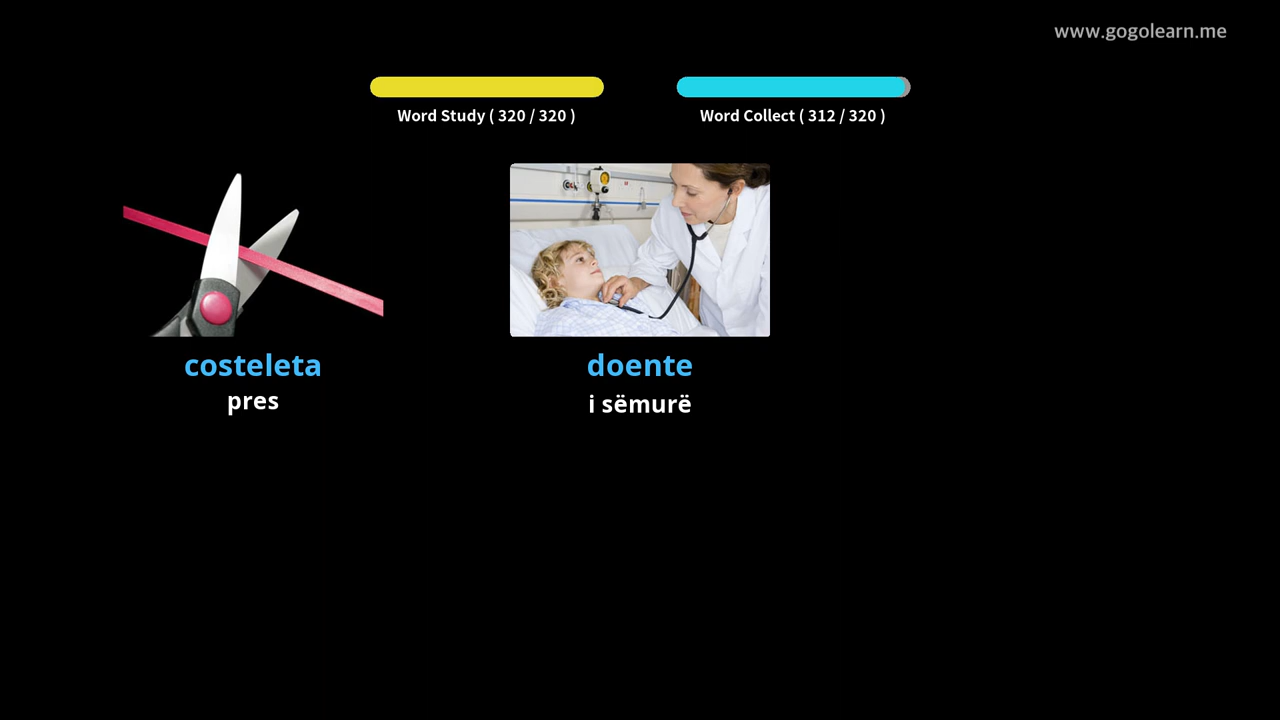 www.gogolearn.me
Word Study ( 320 / 320 )
Word Collect ( 312 / 320 )
costeleta
pres
doente
i sëmurë